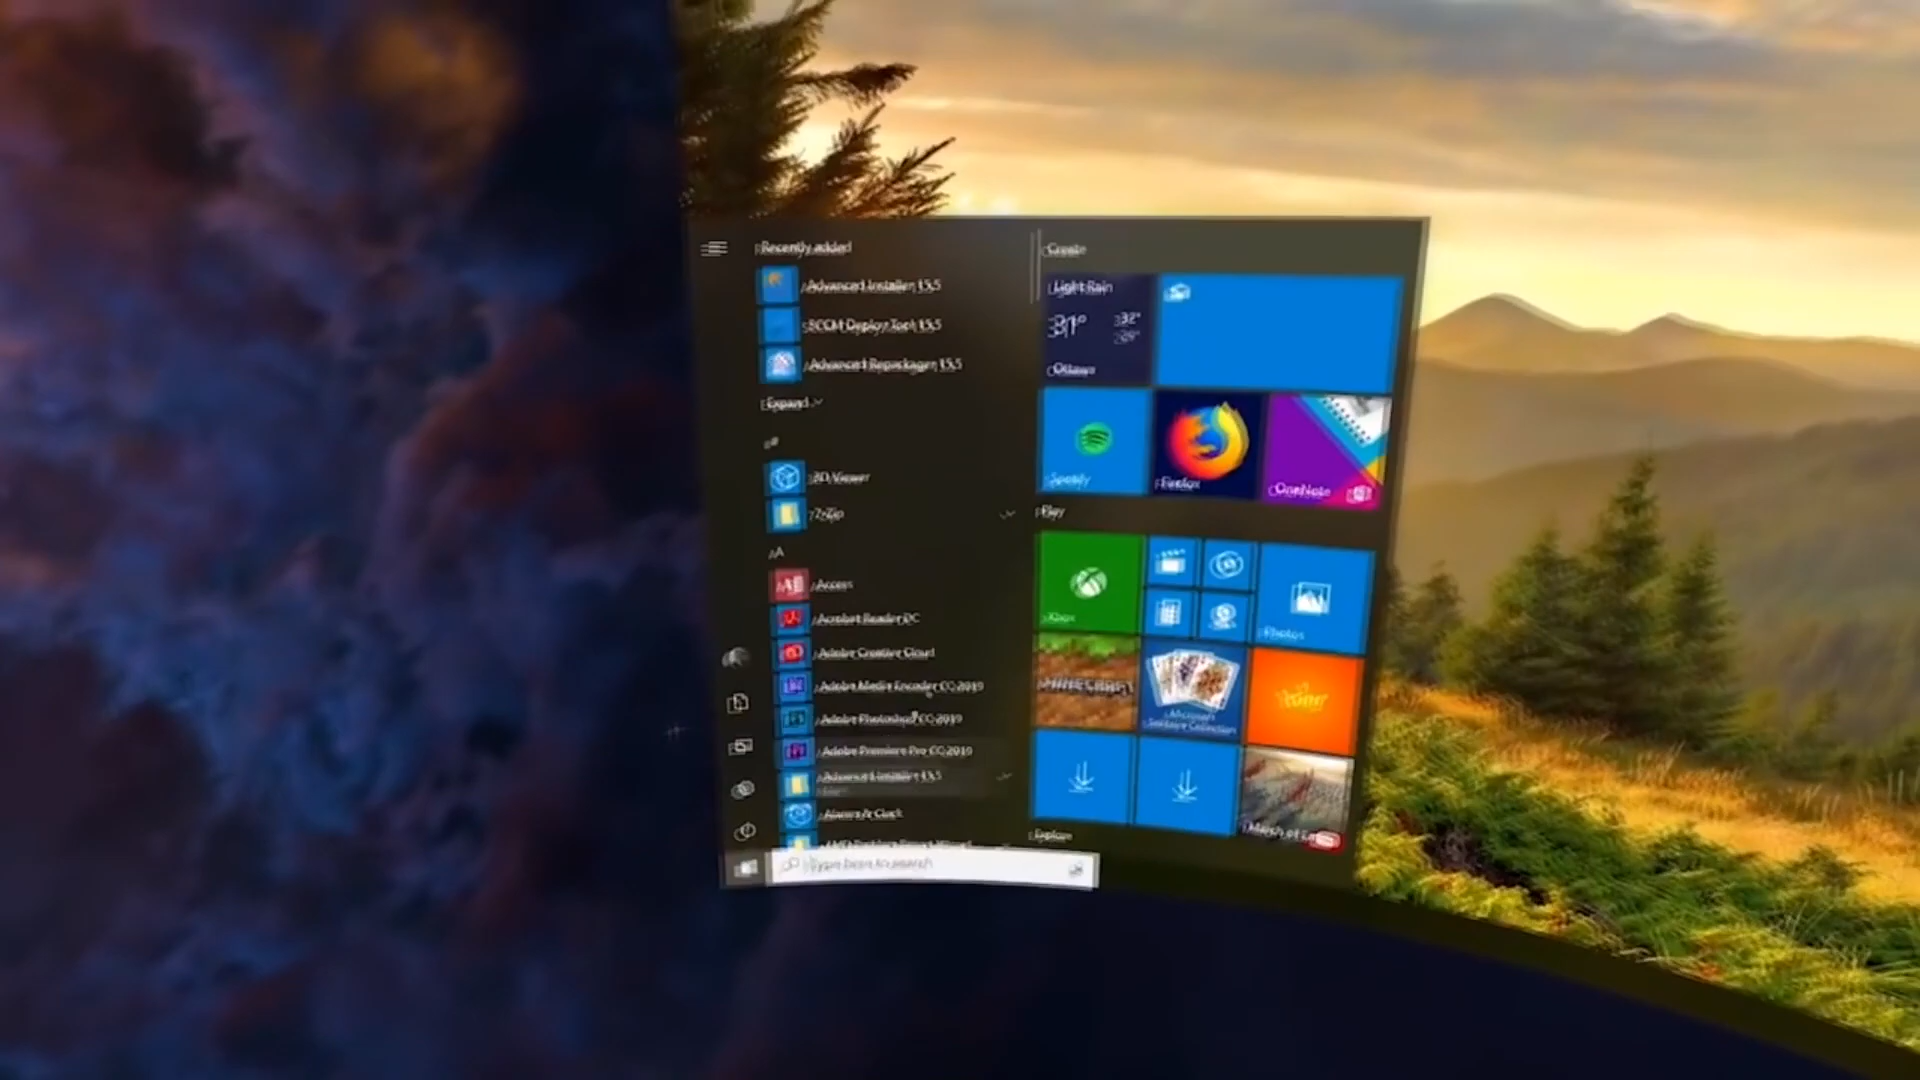 Recently added
Advanced Installer 15.5
SCCM Deploy Tool 15.5
Advanced Repackager 15.5
Expand
#
3D Viewer
7-Zip
A
Access
Acrobat Reader DC
Adobe Creative Cloud
Adobe Media Encoder CC 2019
Adobe Photoshop CC 2019
Adobe Premiere Pro CC 2019
Advanced Installer 15.5
Alarms & Clock
Type here to search
Create
Light Rain
31°
32°
Ottawa
Spotify
Firefox
OneNote
Play
Xbox
Photos
MINECRAFT
Microsoft
Solitaire Collection
March of
Explore